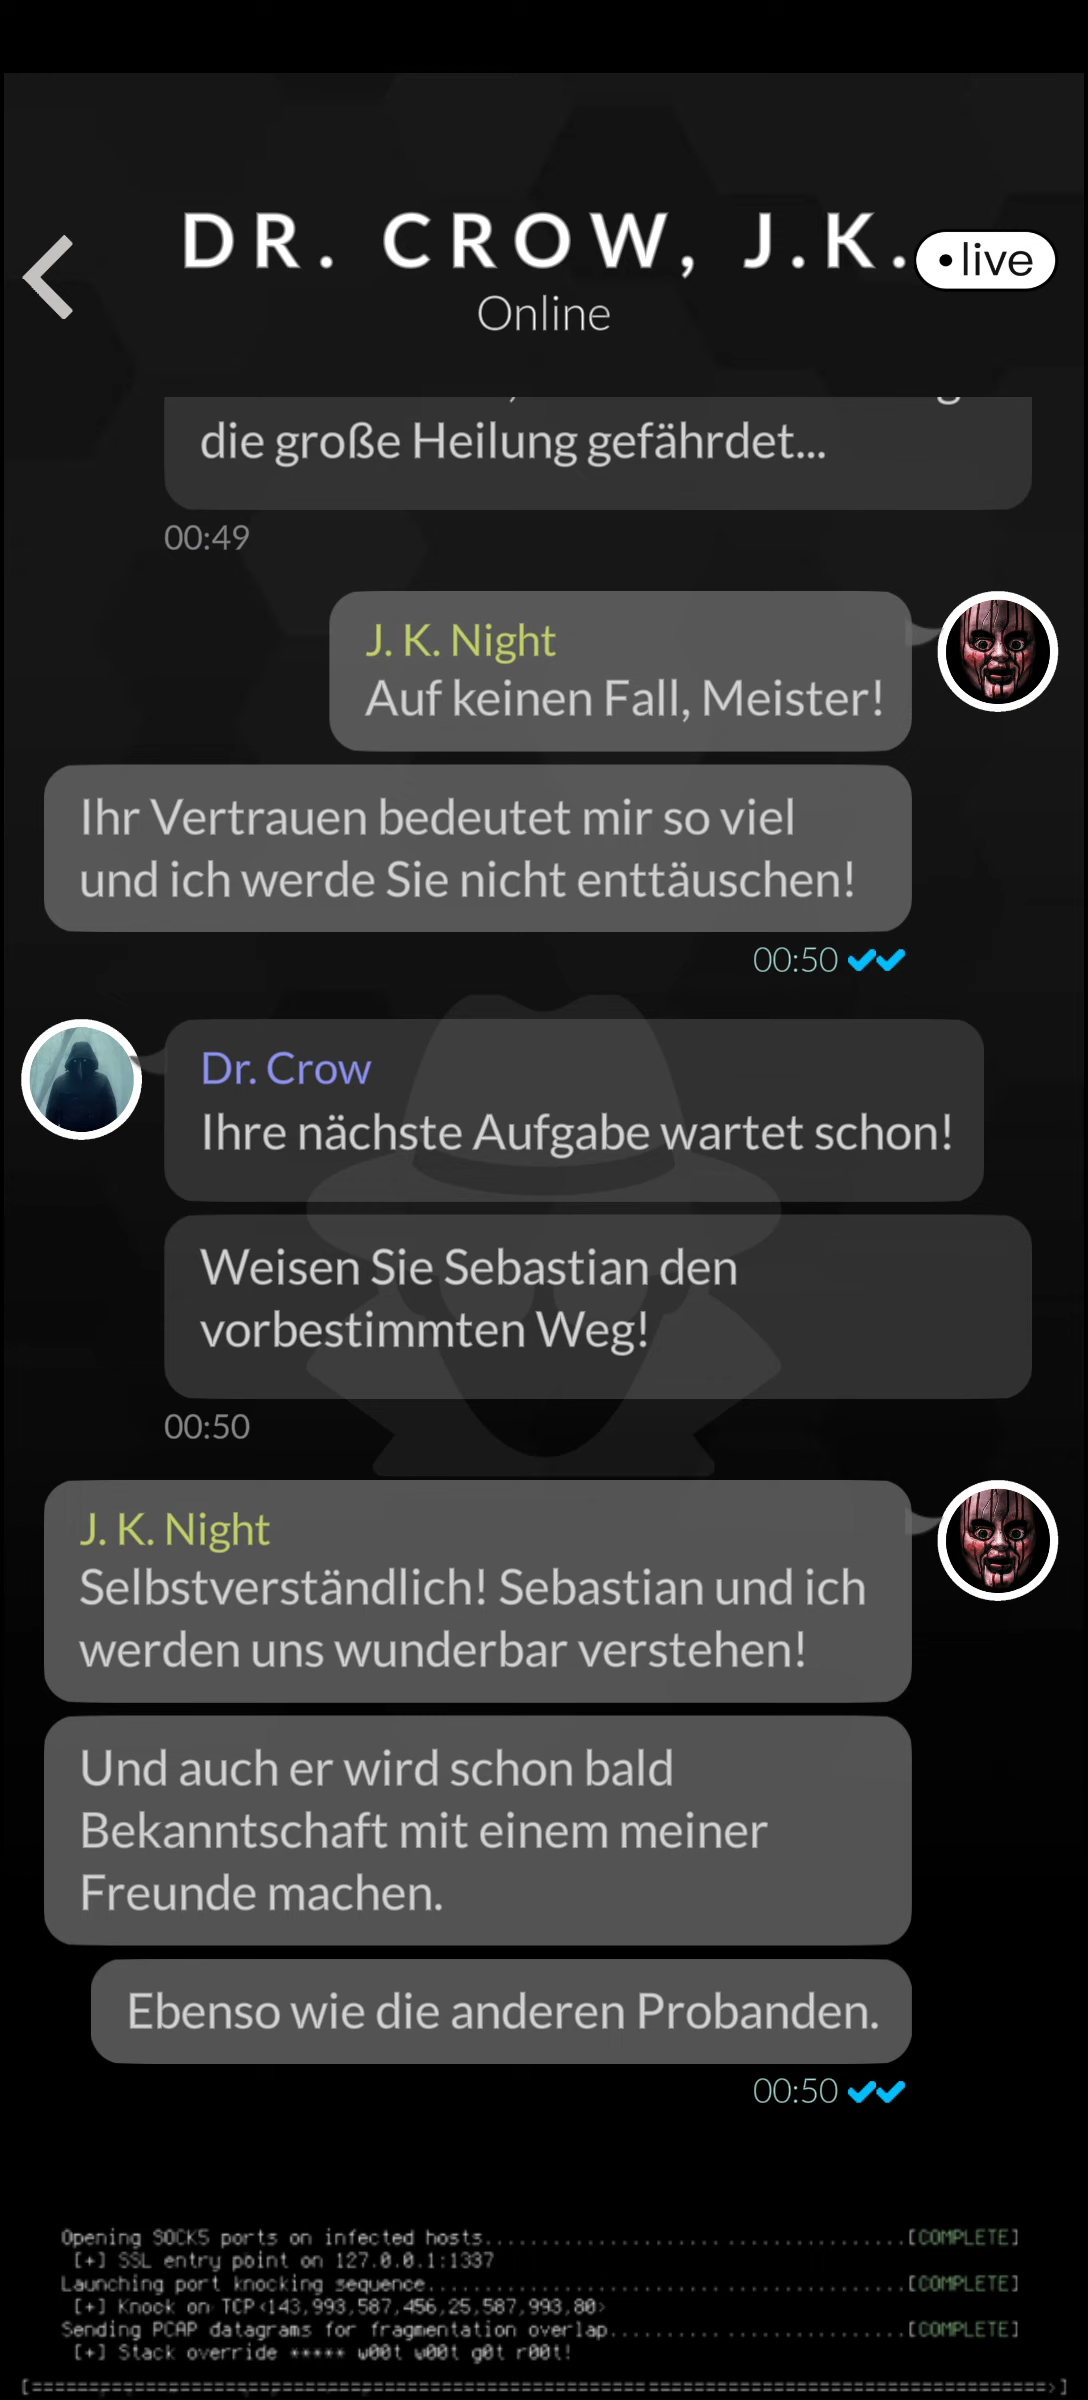 DR. CROW, J.K.
•live
Online
die große Heilung gefährdet...
00:49
J. K. Night
Auf keinen Fall, Meister!
Ihr Vertrauen bedeutet mir so viel
und ich werde Sie nicht enttäuschen!
00:50
Dr. Crow
Ihre nächste Aufgabe wartet schon!
Weisen Sie Sebastian den
vorbestimmten Weg!
00:50
J. K. Night
Selbstverständlich! Sebastian und ich
werden uns wunderbar verstehen!
Und auch er wird schon bald
Bekanntschaft mit einem meiner
Freunde machen.
Ebenso wie die anderen Probanden.
00:50
Opening SOCK5 ports on infected hosts...................................[COMPLETE]
[+] SSL entry point on 127.0.0.1:1337
Launching port knocking sequence........................................[COMPLETE]
[+] Knock on TCP<143,993,587,456,25,587,993,80>
Sending PCAP datagrams for fragmentation overlap.........................[COMPLETE]
[+] Stack override ***** w00t w00t g0t r00t!
[=====================================================================================>]